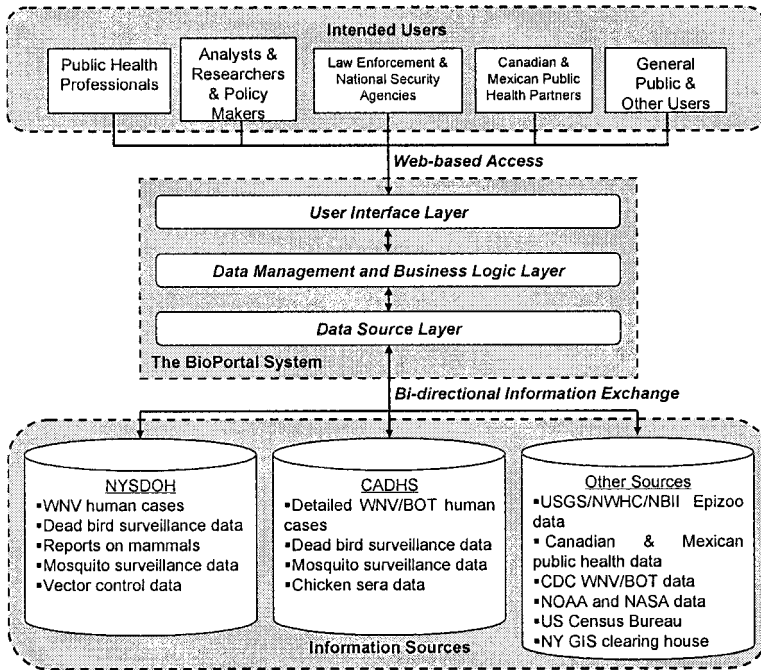 Intended Users
Public Health
Professionals
Analysts &
Researchers
& Policy
Makers
Law Enforcement &
National Security
Agencies
Canadian &
Mexican Public
Health Partners
General
Public &
Other Users
Web-based Access
User Interface Layer
Data Management and Business Logic Layer
Data Source Layer
The BioPortal System
Bi-directional Information Exchange
NYSDOH
▪WNV human cases
▪Dead bird surveillance data
▪Reports on mammals
▪Mosquito surveillance data
▪Vector control data
CADHS
▪Detailed WNV/BOT human
cases
▪Dead bird surveillance data
▪Mosquito surveillance data
▪Chicken sera data
Other Sources
▪USGS/NWHC/NBII Epizoo
data
▪Canadian & Mexican
public health data
▪CDC WNV/BOT data
▪NOAA and NASA data
▪US Census Bureau
▪NY GIS clearing house
Information Sources